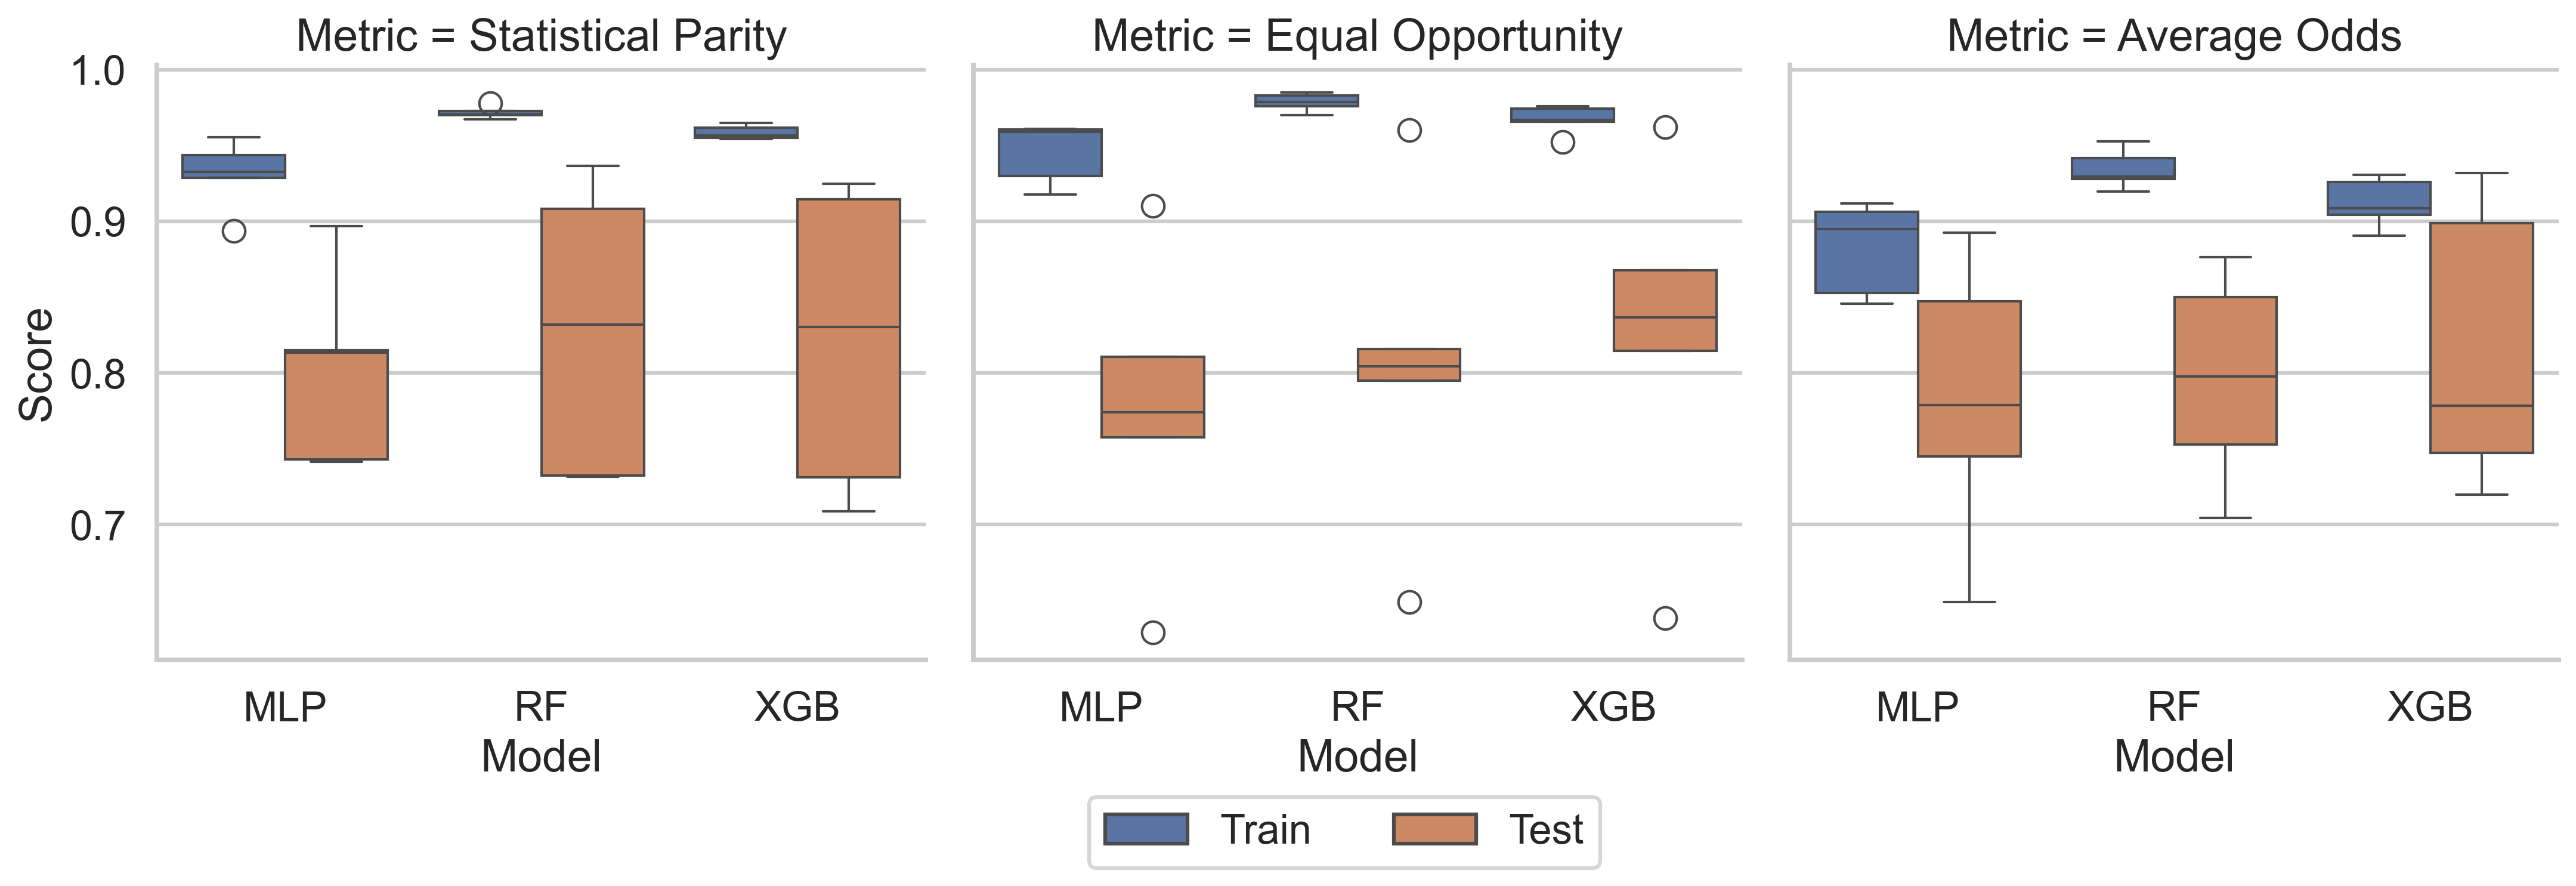 Metric = Statistical Parity
Metric = Equal Opportunity
Metric = Average Odds
1.0
0.9
0.8
0.7
Score
MLP
RF
XGB
MLP
RF
XGB
MLP
RF
XGB
Model
Model
Model
Train
Test